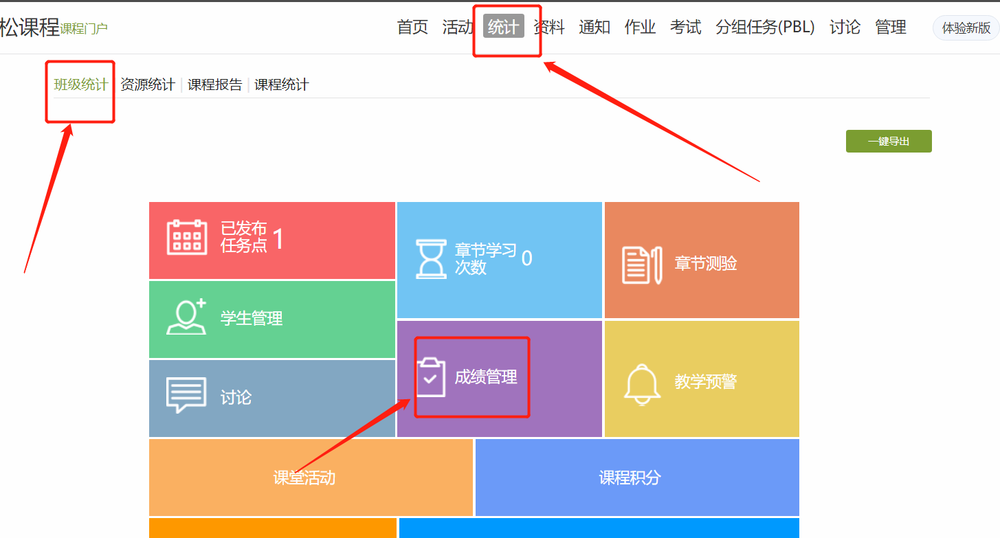 松课程课程门户
首页 活动 统计 资料 通知 作业 考试 分组任务(PBL) 讨论 管理 体验新版
班级统计 资源统计 | 课程报告 | 课程统计
一键导出
已发布
任务点 1
章节学习
次数 0
章节测验
学生管理
成绩管理
教学预警
讨论
课堂活动
课程积分